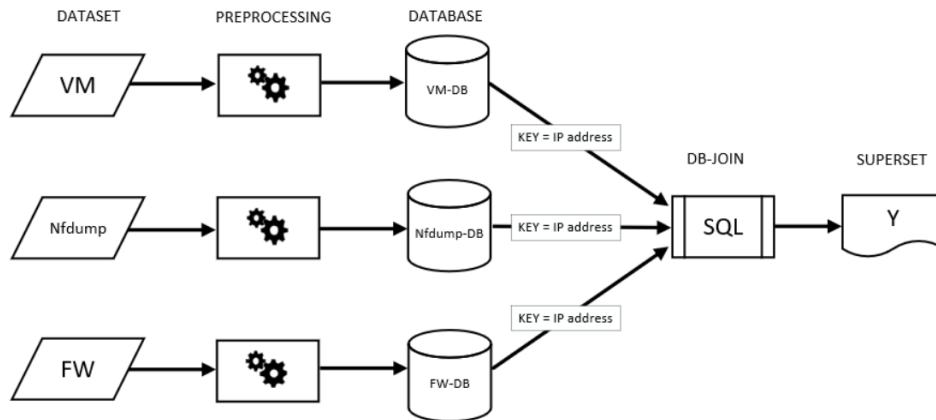 DATASET
PREPROCESSING
DATABASE
VM
VM-DB
KEY = IP address
DB-JOIN
SUPERSET
Nfdump
Nfdump-DB
KEY = IP address
SQL
Y
KEY = IP address
FW
FW-DB